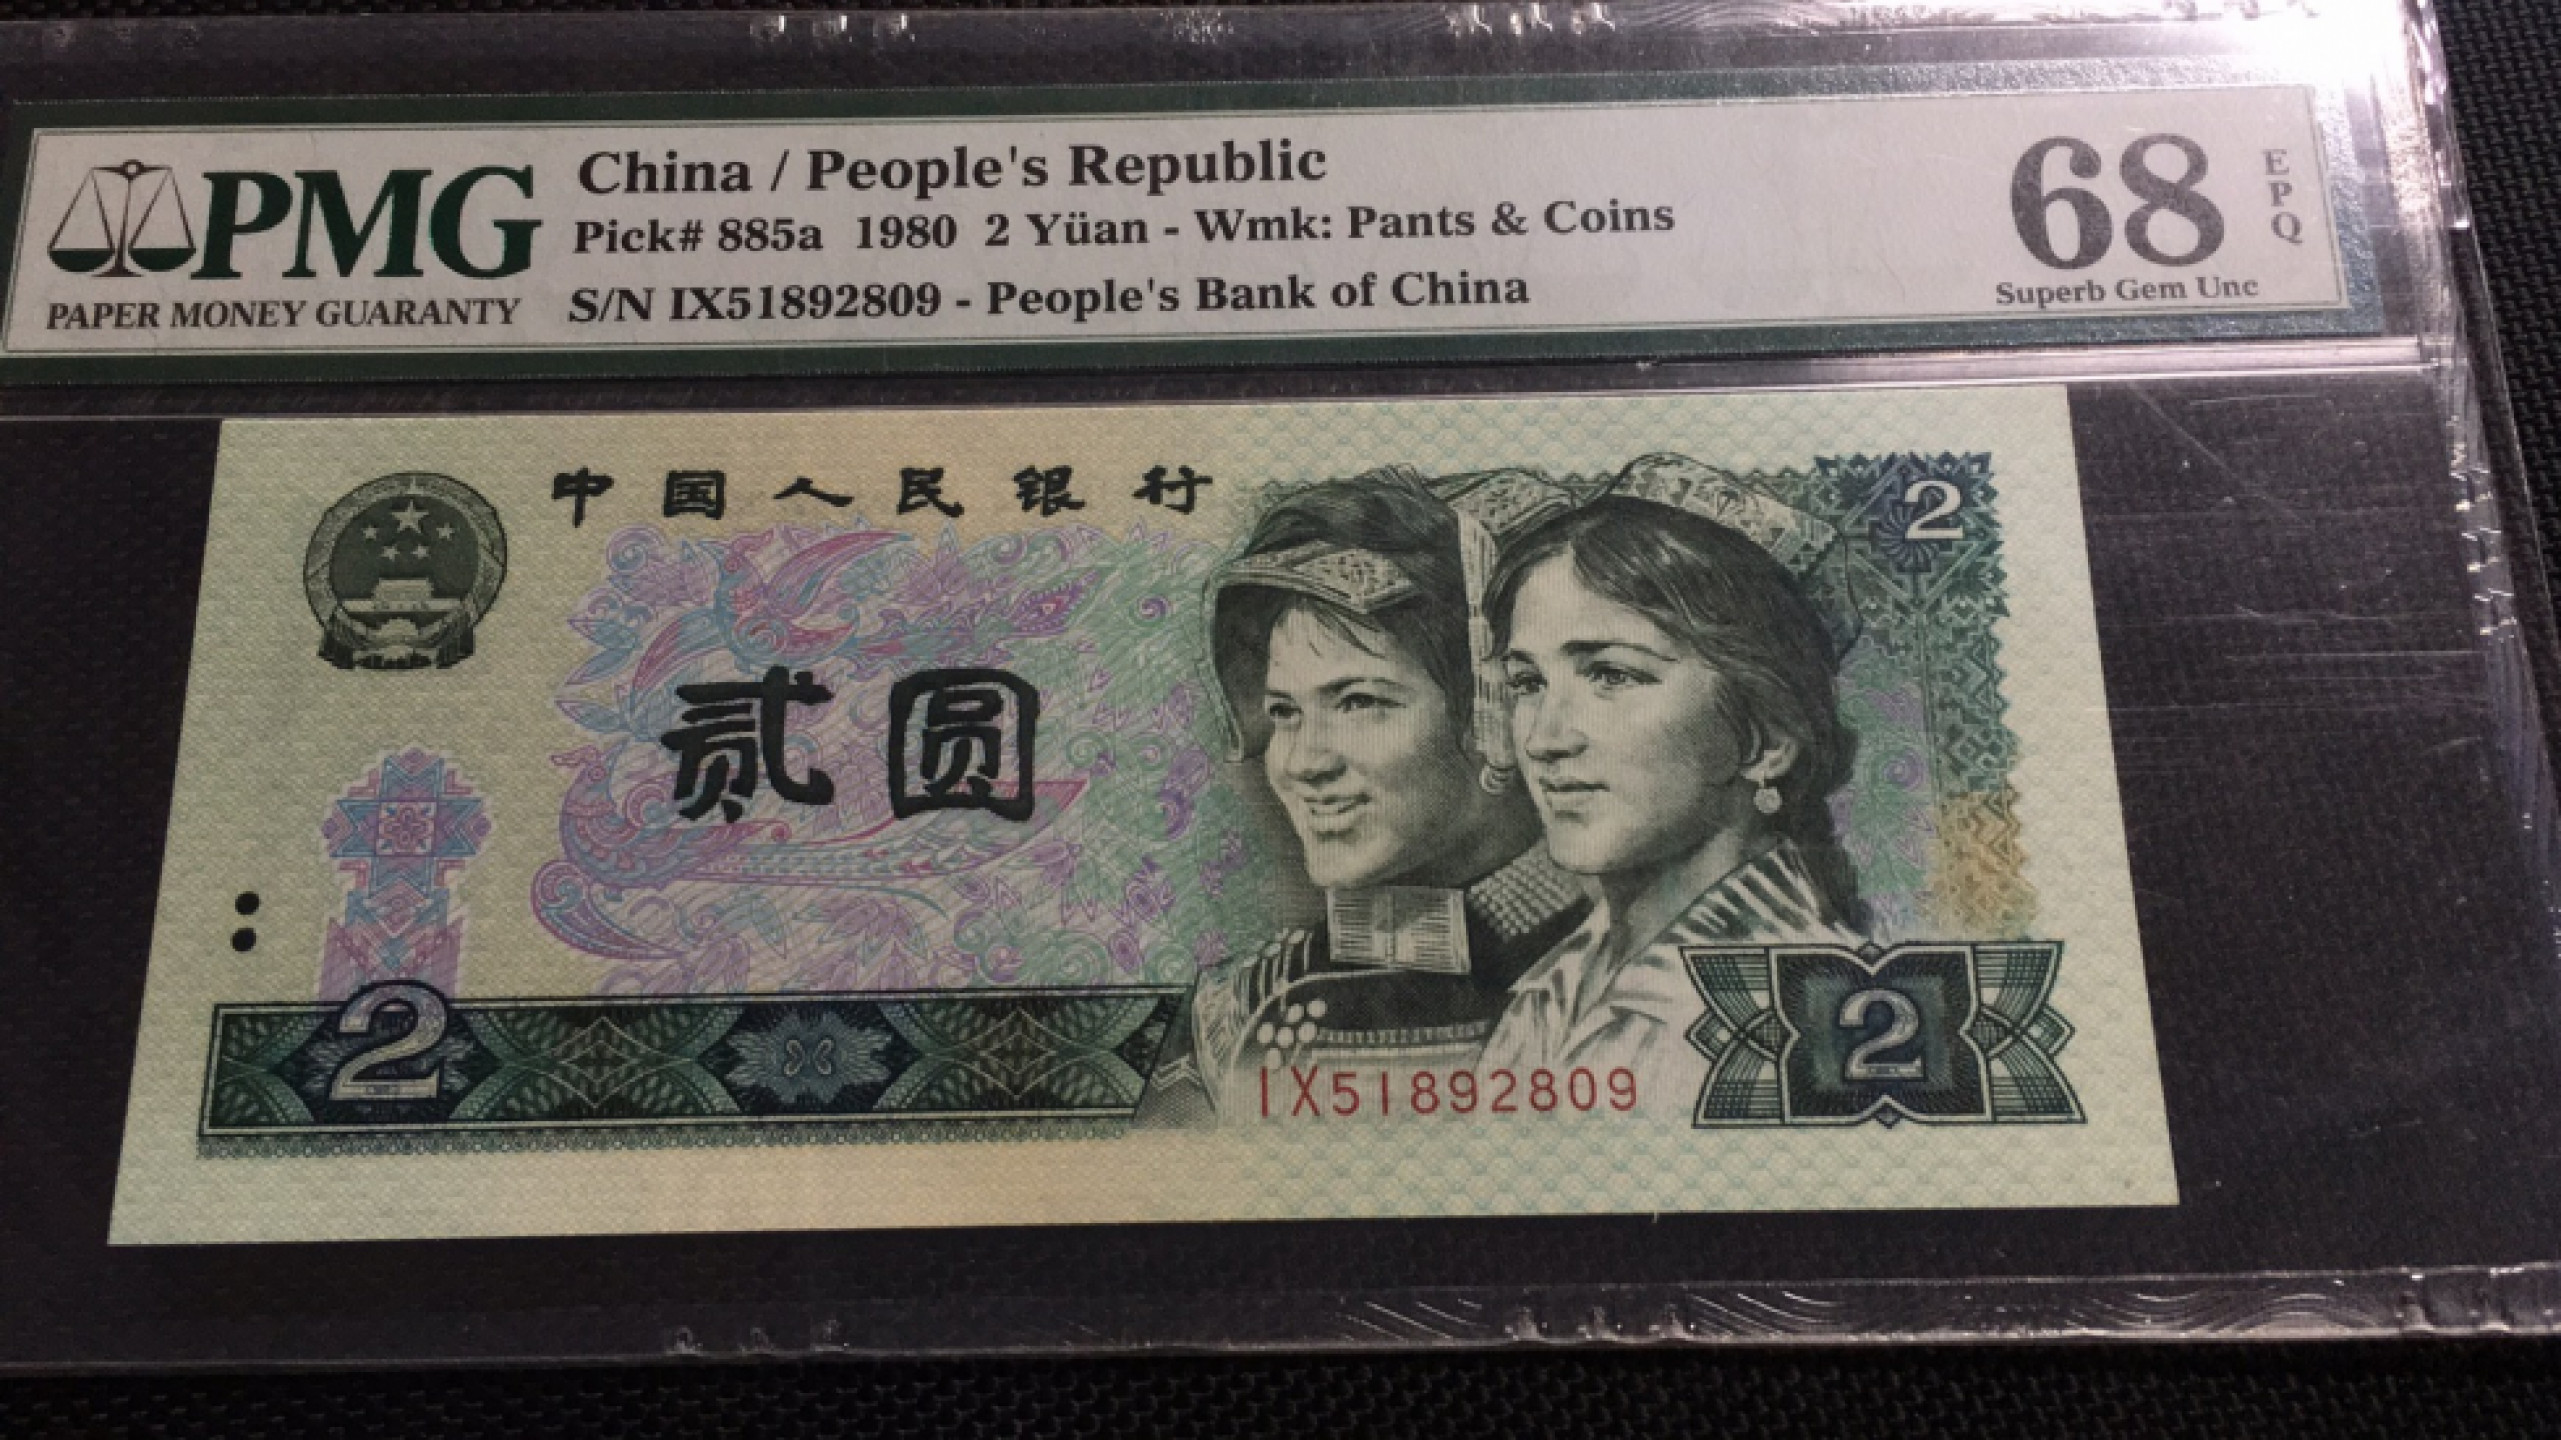 PMG
PAPER MONEY GUARANTY
China / People's Republic
Pick# 885a 1980 2 Yüan - Wmk: Pants & Coins
S/N IX51892809 - People's Bank of China
68
EPQ
Superb Gem Unc
中国人民银行
2
贰圆
2
2
IX51892809